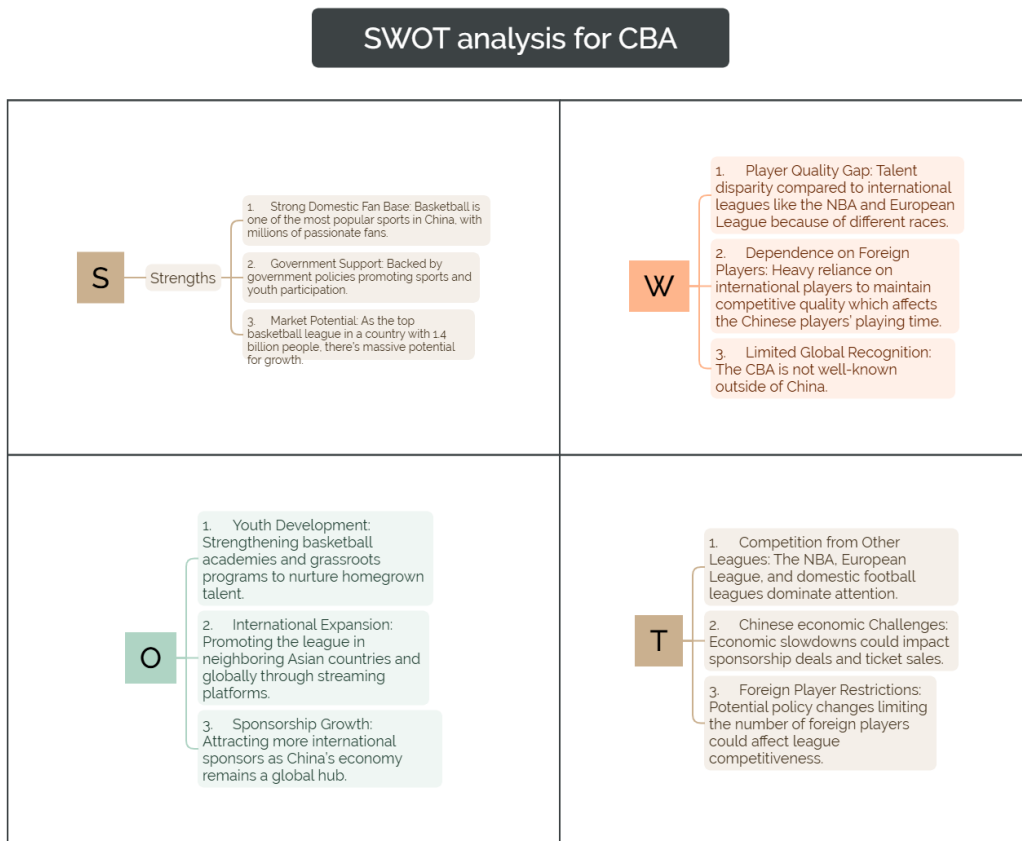 SWOT analysis for CBA
S
Strengths
1. Strong Domestic Fan Base: Basketball is
one of the most popular sports in China, with
millions of passionate fans.
2. Government Support: Backed by
government policies promoting sports and
youth participation.
3. Market Potential: As the top
basketball league in a country with 1.4
billion people, there's massive potential
for growth.
W
1. Player Quality Gap: Talent
disparity compared to international
leagues like the NBA and European
League because of different races.
2. Dependence on Foreign
Players: Heavy reliance on
international players to maintain
competitive quality which affects
the Chinese players' playing time.
3. Limited Global Recognition:
The CBA is not well-known
outside of China.
O
1. Youth Development:
Strengthening basketball
academies and grassroots
programs to nurture homegrown
talent.
2. International Expansion:
Promoting the league in
neighboring Asian countries and
globally through streaming
platforms.
3. Sponsorship Growth:
Attracting more international
sponsors as China's economy
remains a global hub.
T
1. Competition from Other
Leagues: The NBA, European
League, and domestic football
leagues dominate attention.
2. Chinese economic Challenges:
Economic slowdowns could impact
sponsorship deals and ticket sales.
3. Foreign Player Restrictions:
Potential policy changes limiting
the number of foreign players
could affect league
competitiveness.